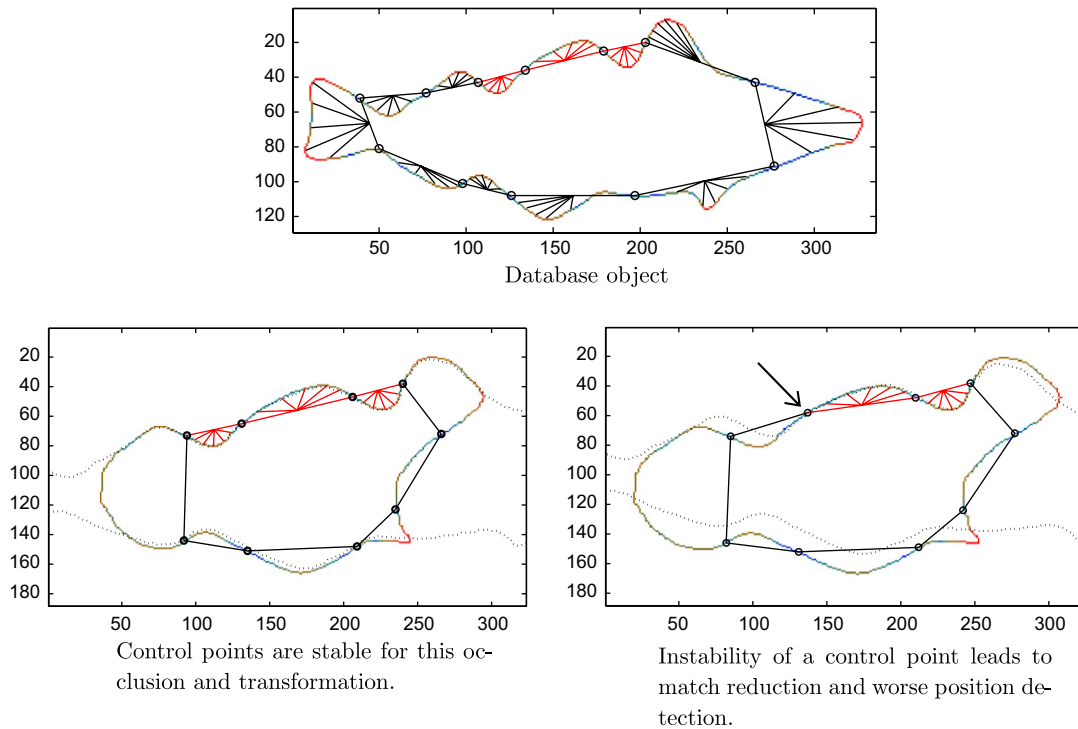 20
40
60
80
100
120
50 100 150 200 250 300
Database object
20
40
60
80
100
120
140
160
180
50 100 150 200 250 300
Control points are stable for this oc-
clusion and transformation.
20
40
60
80
100
120
140
160
180
50 100 150 200 250 300
Instability of a control point leads to
match reduction and worse position de-
tection.